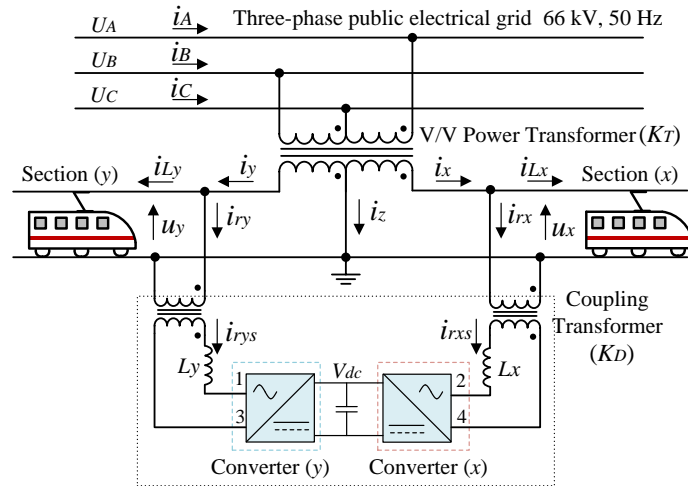 Three-phase public electrical grid 66 kV, 50 Hz
UA iA
UB iB
UC iC
V/V Power Transformer (KT)
Section (y) iLy iy ix iLx Section (x)
uy iry iz irx ux
Coupling
Transformer
(KD)
irys irxs
Ly Vdc Lx
1 2
3 4
Converter (y) Converter (x)